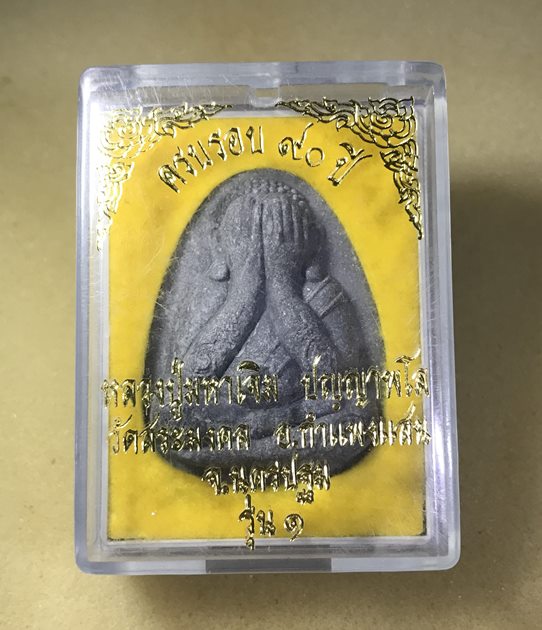 ครบรอบ ๙๐ ปี
หลวงปู่มหาเจิม ปญฺญาพโล
วัดสระมงคล อ.กำแพงแสน
จ.นครปฐม
รุ่น ๑